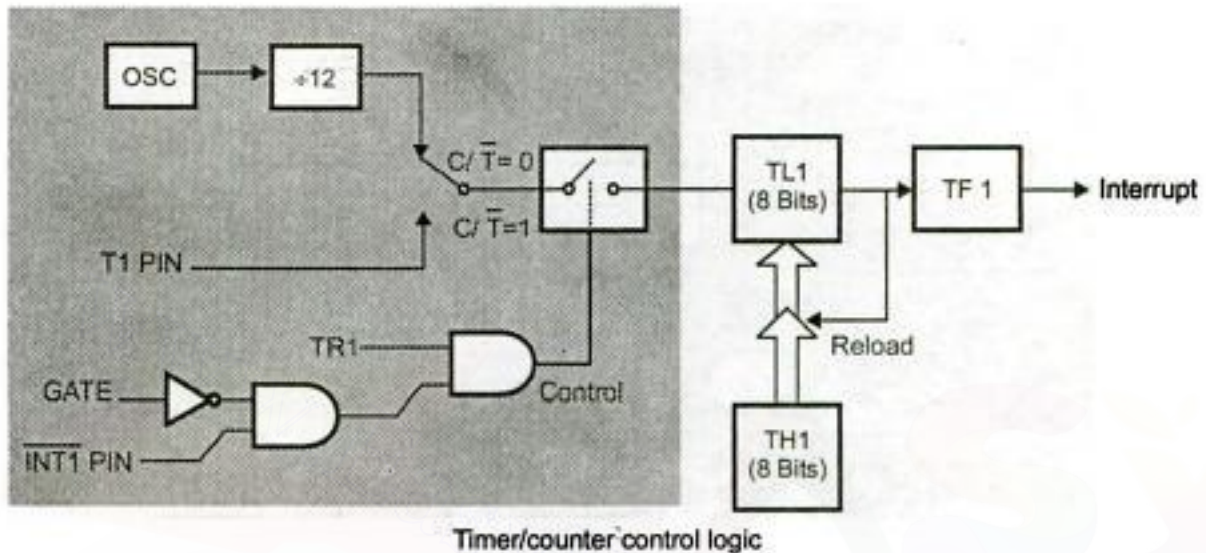 OSC
÷12
C/ T̅ = 0
C/ T̅ =1
T1 PIN
TL1
(8 Bits)
TF 1
Interrupt
Reload
TR1
Control
GATE
I̅N̅T̅1̅ PIN
TH1
(8 Bits)
Timer/counter control logic